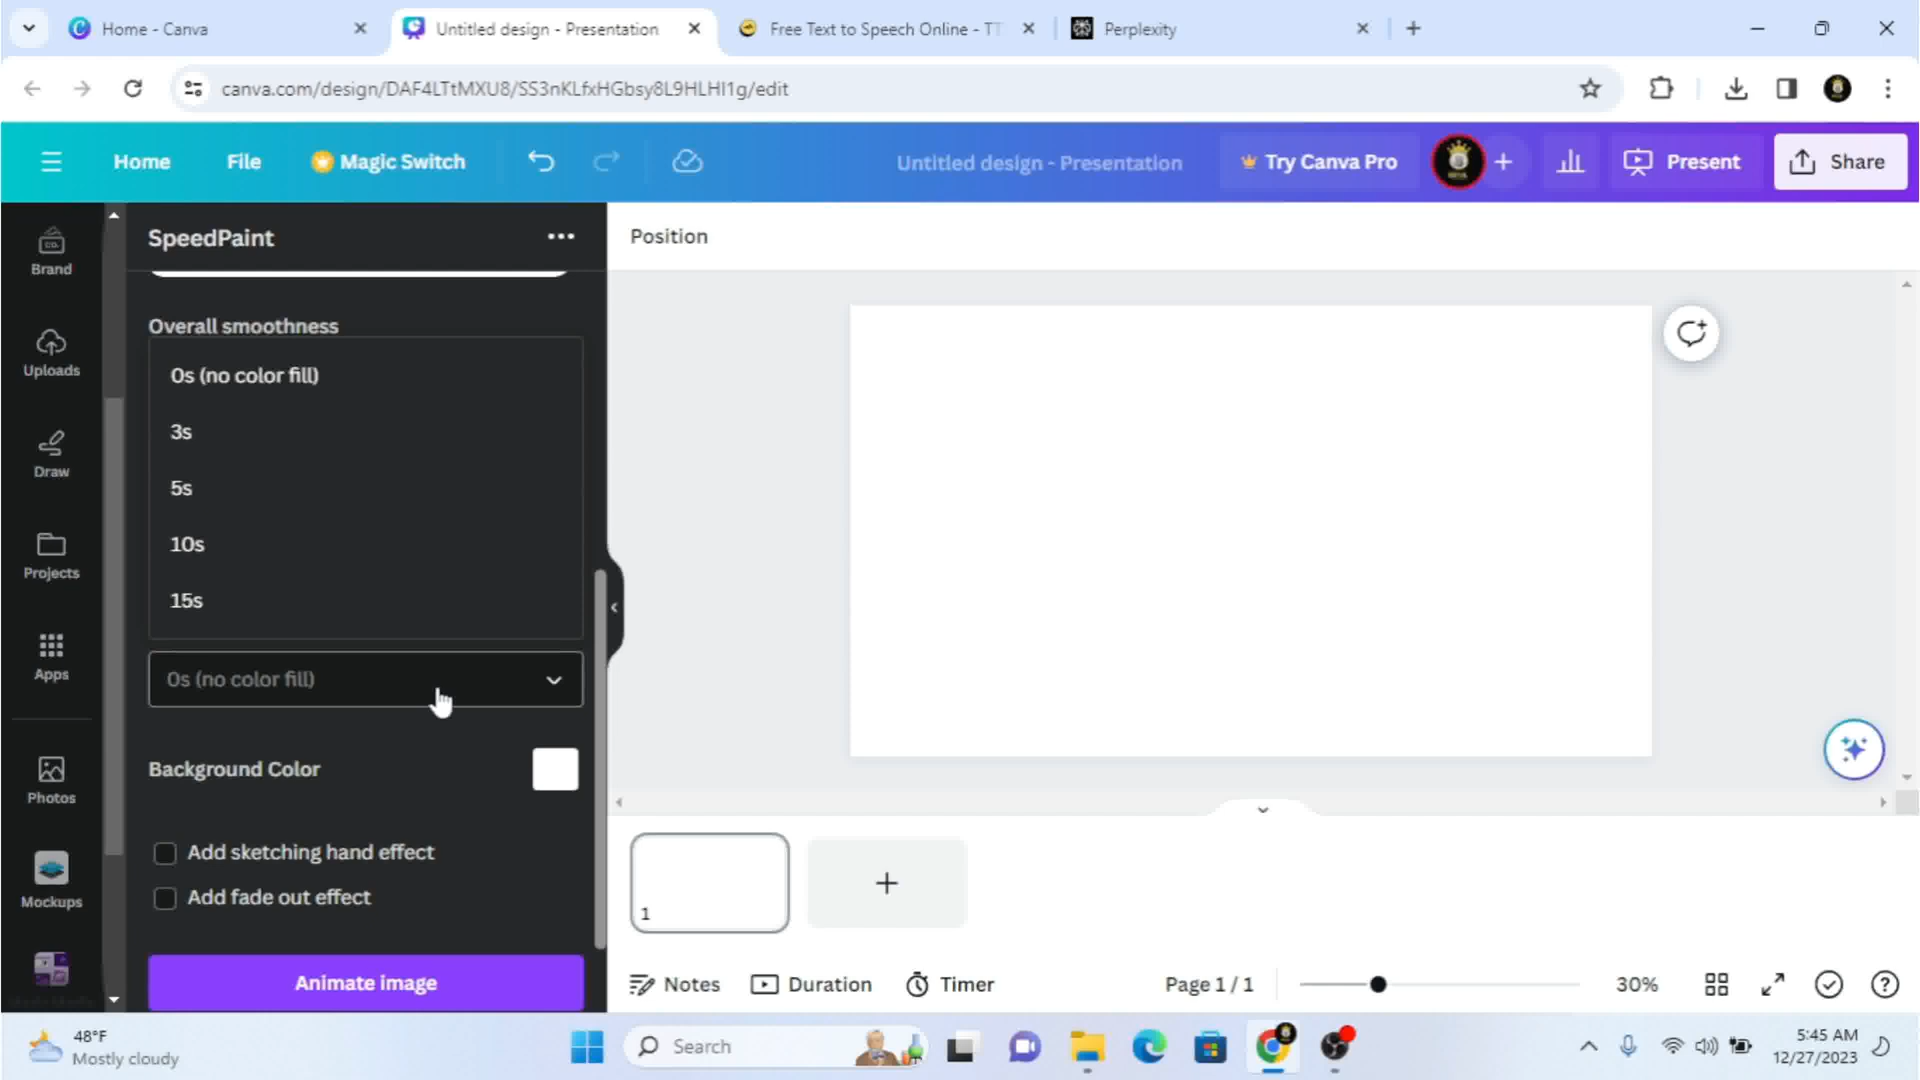 Home - Canva
Untitled design - Presentation
Free Text to Speech Online - TT
Perplexity
canva.com/design/DAF4LTtMXU8/SS3nKLfxHGbsy8L9HLHI1g/edit
Home
File
Magic Switch
Untitled design - Presentation
Try Canva Pro
Present
Share
CO.
Brand
Uploads
Draw
Projects
Apps
Photos
Mockups
SpeedPaint
Overall smoothness
0s (no color fill)
3s
5s
10s
15s
0s (no color fill)
Background Color
Add sketching hand effect
Add fade out effect
Animate image
Position
1
Notes
Duration
Timer
Page 1 / 1
30%
48°F
Mostly cloudy
Search
5:45 AM
12/27/2023